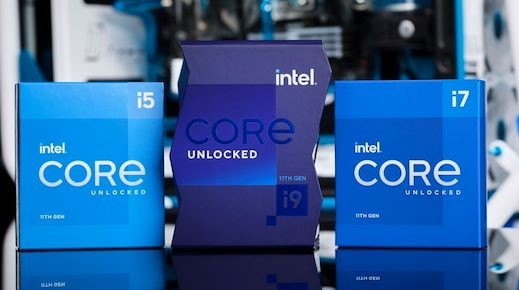 i5
intel
CORE
UNLOCKED
11TH GEN
intel.
CORE
UNLOCKED
11TH GEN
i9
i7
intel.
CORE
UNLOCKED
11TH GEN